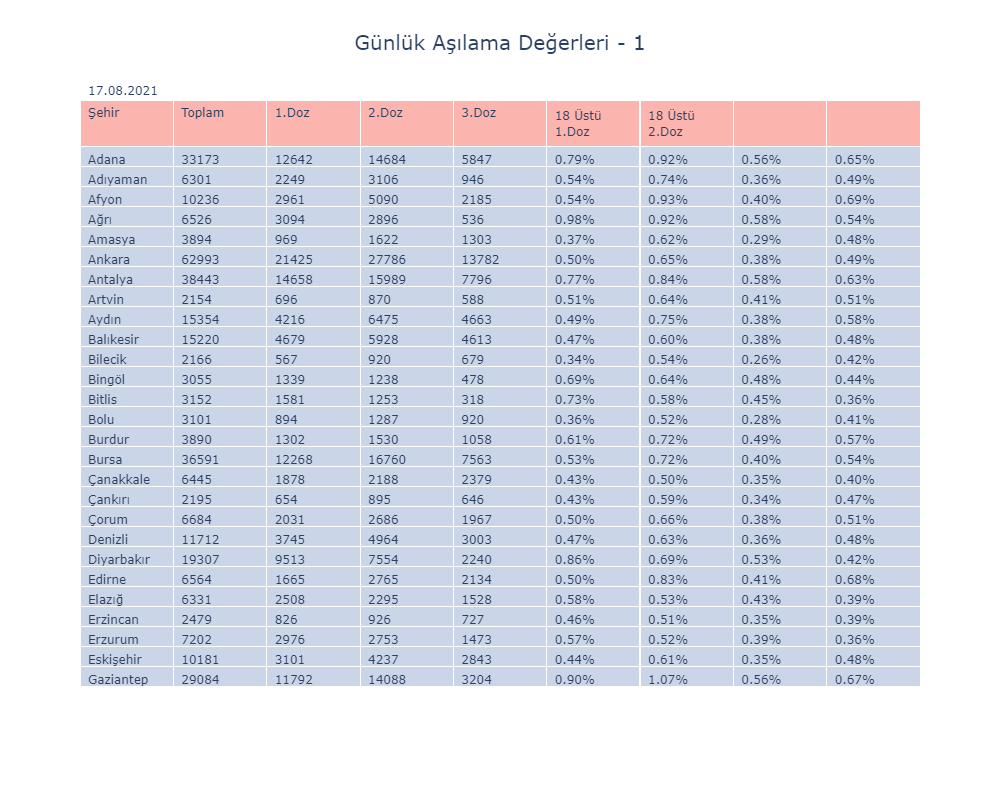 Günlük Aşılama Değerleri - 1
17.08.2021
Şehir Toplam 1.Doz 2.Doz 3.Doz 18 Üstü 1.Doz 18 Üstü 2.Doz
Adana 33173 12642 14684 5847 0.79% 0.92% 0.56% 0.65%
Adıyaman 6301 2249 3106 946 0.54% 0.74% 0.36% 0.49%
Afyon 10236 2961 5090 2185 0.54% 0.93% 0.40% 0.69%
Ağrı 6526 3094 2896 536 0.98% 0.92% 0.58% 0.54%
Amasya 3894 969 1622 1303 0.37% 0.62% 0.29% 0.48%
Ankara 62993 21425 27786 13782 0.50% 0.65% 0.38% 0.49%
Antalya 38443 14658 15989 7796 0.77% 0.84% 0.58% 0.63%
Artvin 2154 696 870 588 0.51% 0.64% 0.41% 0.51%
Aydın 15354 4216 6475 4663 0.49% 0.75% 0.38% 0.58%
Balıkesir 15220 4679 5928 4613 0.47% 0.60% 0.38% 0.48%
Bilecik 2166 567 920 679 0.34% 0.54% 0.26% 0.42%
Bingöl 3055 1339 1238 478 0.69% 0.64% 0.48% 0.44%
Bitlis 3152 1581 1253 318 0.73% 0.58% 0.45% 0.36%
Bolu 3101 894 1287 920 0.36% 0.52% 0.28% 0.41%
Burdur 3890 1302 1530 1058 0.61% 0.72% 0.49% 0.57%
Bursa 36591 12268 16760 7563 0.53% 0.72% 0.40% 0.54%
Çanakkale 6445 1878 2188 2379 0.43% 0.50% 0.35% 0.40%
Çankırı 2195 654 895 646 0.43% 0.59% 0.34% 0.47%
Çorum 6684 2031 2686 1967 0.50% 0.66% 0.38% 0.51%
Denizli 11712 3745 4964 3003 0.47% 0.63% 0.36% 0.48%
Diyarbakır 19307 9513 7554 2240 0.86% 0.69% 0.53% 0.42%
Edirne 6564 1665 2765 2134 0.50% 0.83% 0.41% 0.68%
Elazığ 6331 2508 2295 1528 0.58% 0.53% 0.43% 0.39%
Erzincan 2479 826 926 727 0.46% 0.51% 0.35% 0.39%
Erzurum 7202 2976 2753 1473 0.57% 0.52% 0.39% 0.36%
Eskişehir 10181 3101 4237 2843 0.44% 0.61% 0.35% 0.48%
Gaziantep 29084 11792 14088 3204 0.90% 1.07% 0.56% 0.67%